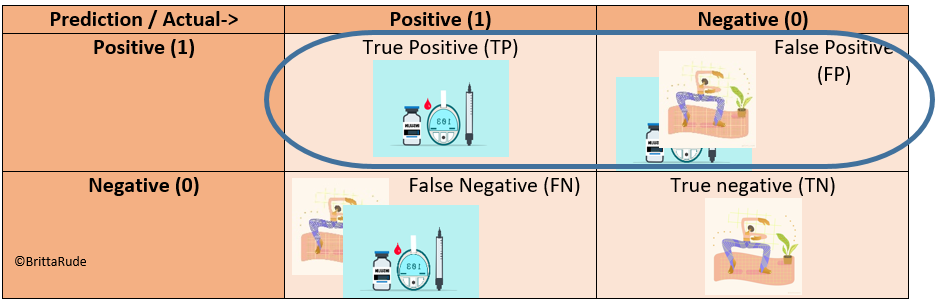 Prediction / Actual->
Positive (1)
Negative (0)
Positive (1)
True Positive (TP)
False Positive
(FP)
Negative (0)
False Negative (FN)
True negative (TN)
©BrittaRude